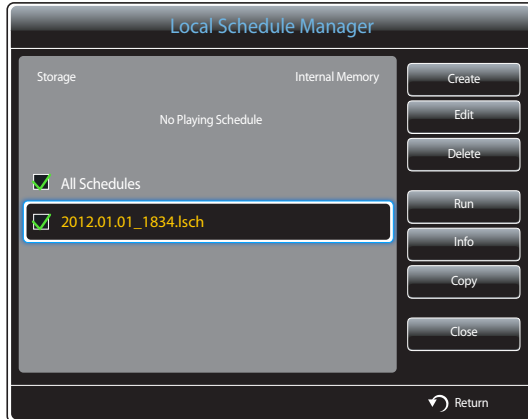 Local Schedule Manager
Storage Internal Memory
No Playing Schedule
All Schedules
2012.01.01_1834.lsch
Create
Edit
Delete
Run
Info
Copy
Close
Return